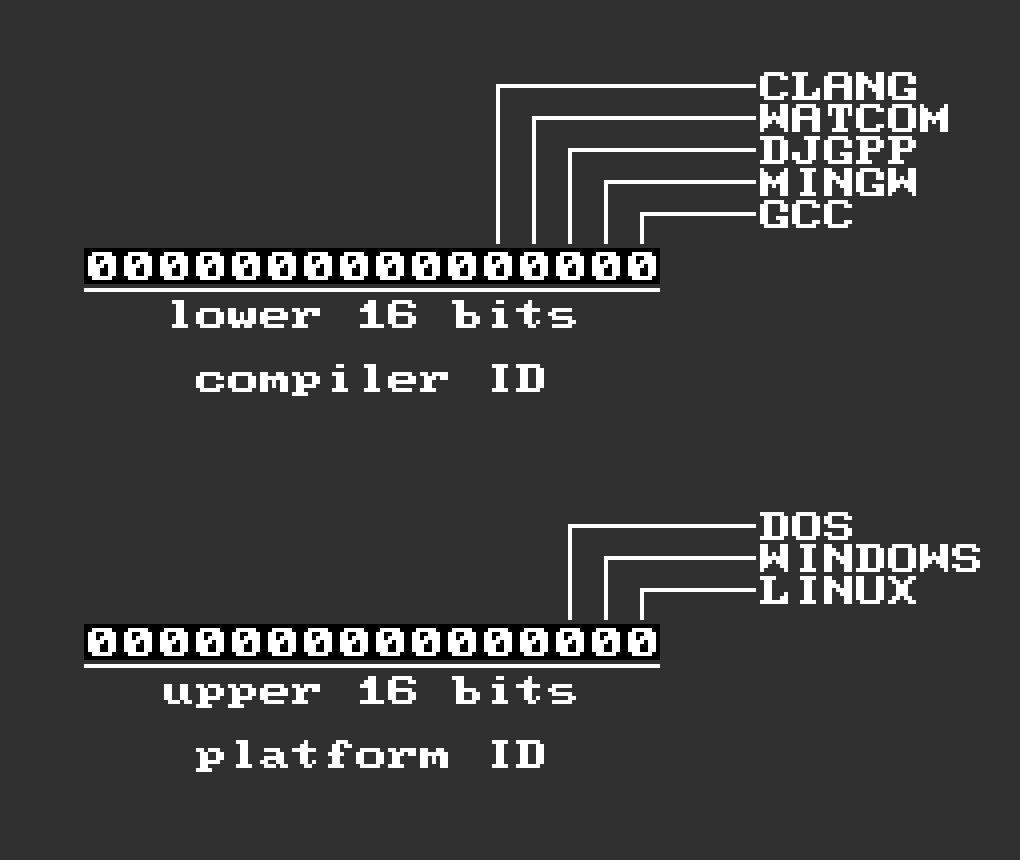 CLANG
WATCOM
DJGPP
MINGW
GCC
0000000000000000
lower 16 bits
compiler ID
DOS
WINDOWS
LINUX
0000000000000000
upper 16 bits
platform ID